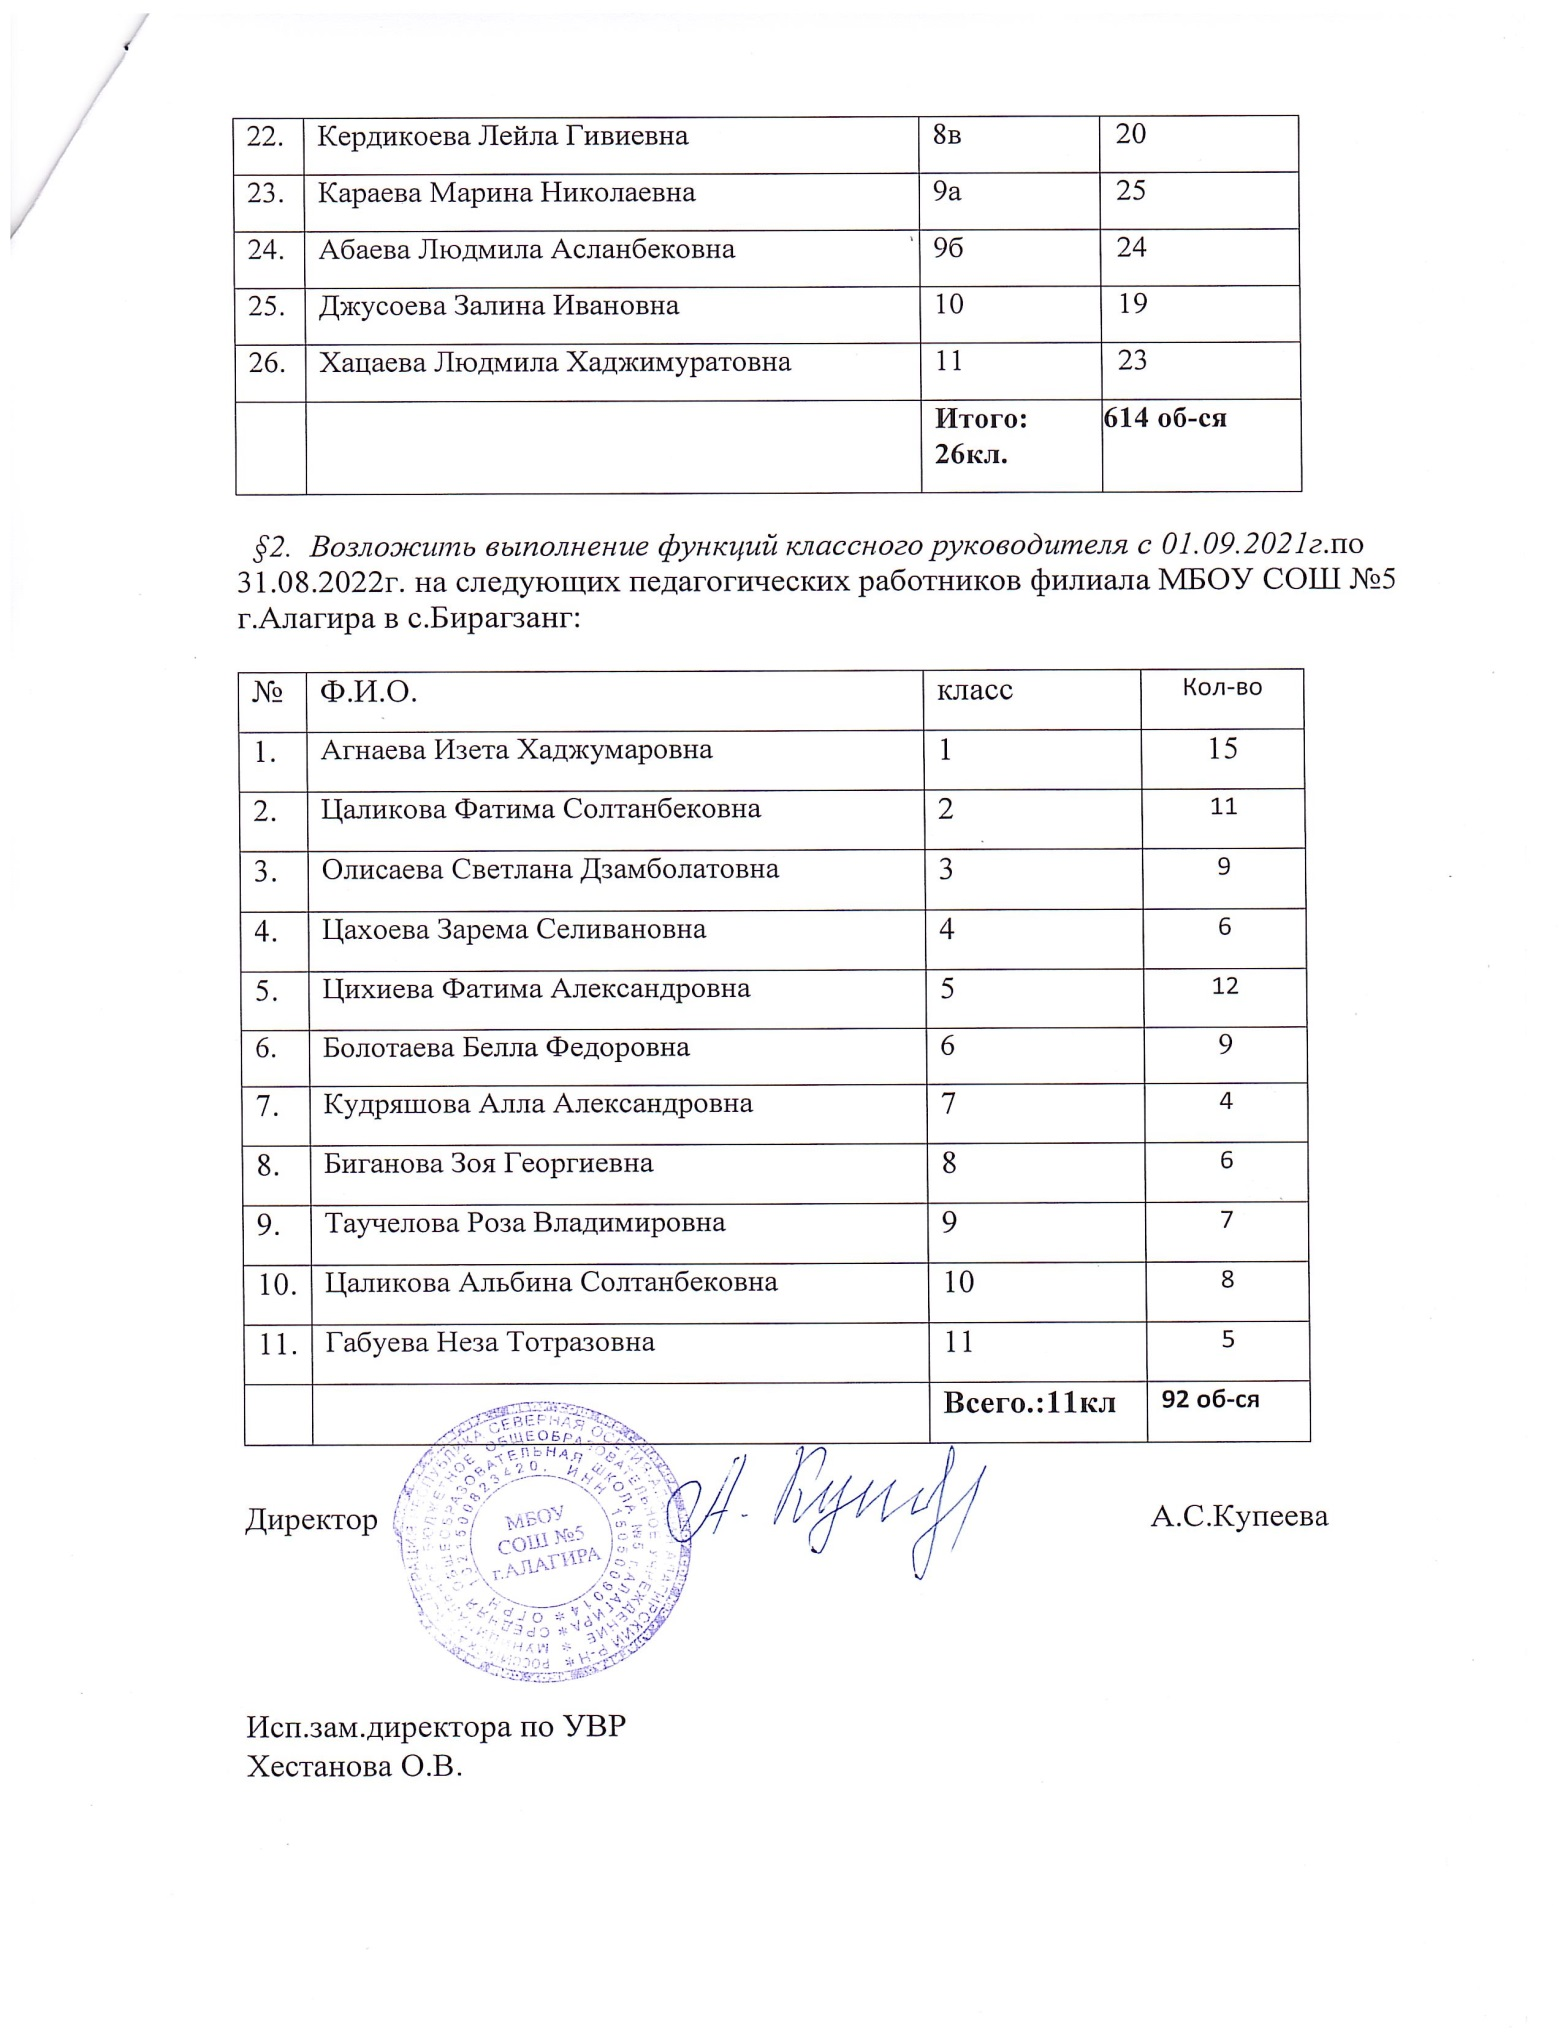 22. Кердикоева Лейла Гивиевна 8в 20
23. Караева Марина Николаевна 9а 25
24. Абаева Людмила Асланбековна 9б 24
25. Джусоева Залина Ивановна 10 19
26. Хацаева Людмила Хаджимуратовна 11 23
Итого: 614 об-ся
26кл.
§2. Возложить выполнение функций классного руководителя с 01.09.2021г.по
31.08.2022г. на следующих педагогических работников филиала МБОУ СОШ №5
г.Алагира в с.Бирагзанг:
№ Ф.И.О. класс Кол-во
1. Агнаева Изета Хаджумаровна 1 15
2. Цаликова Фатима Солтанбековна 2 11
3. Олисаева Светлана Дзамболатовна 3 9
4. Цахоева Зарема Селивановна 4 6
5. Цихиева Фатима Александровна 5 12
6. Болотаева Белла Федоровна 6 9
7. Кудряшова Алла Александровна 7 4
8. Биганова Зоя Георгиевна 8 6
9. Таучелова Роза Владимировна 9 7
10. Цаликова Альбина Солтанбековна 10 8
11. Габуева Неза Тотразовна 11 5
Всего.:11кл 92 об-ся
Директор А.С.Купеева
МБОУ
СОШ №5
г.АЛАГИРА
Исп.зам.директора по УВР
Хестанова О.В.